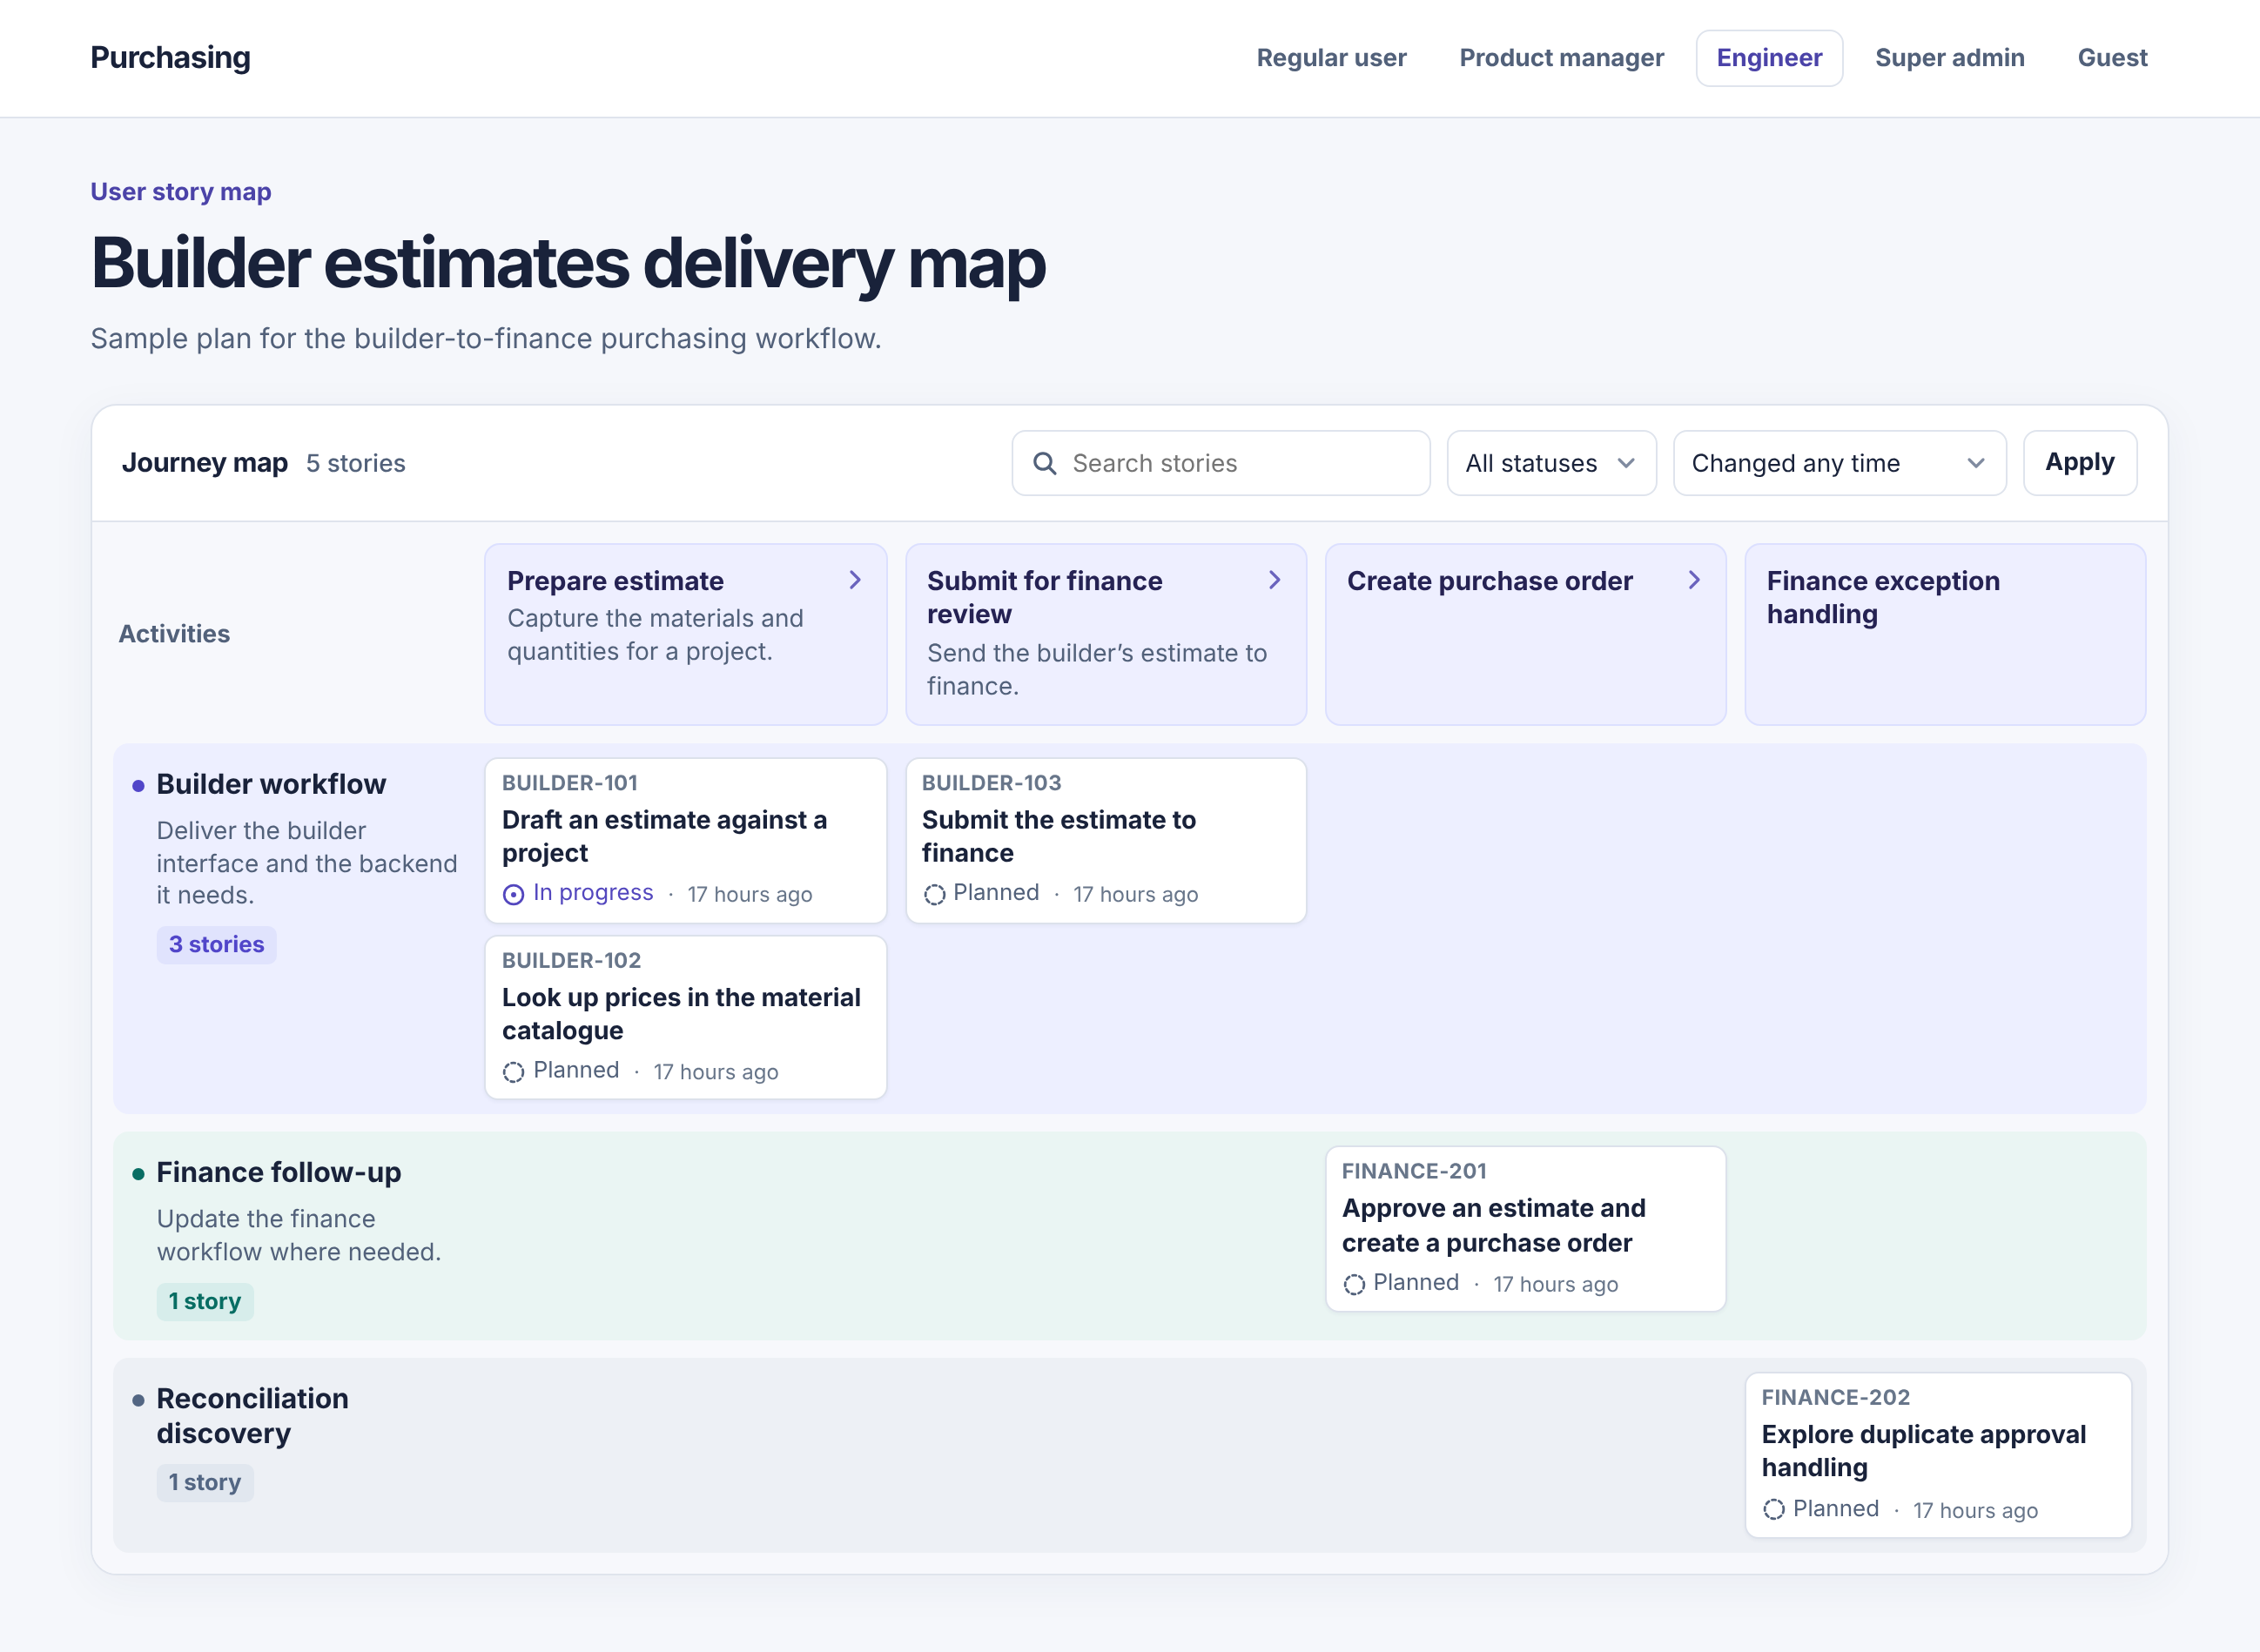 Purchasing
Regular user
Product manager
Engineer
Super admin
Guest
User story map
Builder estimates delivery map
Sample plan for the builder-to-finance purchasing workflow.
Journey map 5 stories
Search stories
All statuses
Changed any time
Apply
Activities
Prepare estimate
Capture the materials and
quantities for a project.
Submit for finance
review
Send the builder’s estimate to
finance.
Create purchase order
Finance exception
handling
Builder workflow
Deliver the builder
interface and the backend
it needs.
3 stories
BUILDER-101
Draft an estimate against a
project
In progress · 17 hours ago
BUILDER-102
Look up prices in the material
catalogue
Planned · 17 hours ago
BUILDER-103
Submit the estimate to
finance
Planned · 17 hours ago
Finance follow-up
Update the finance
workflow where needed.
1 story
FINANCE-201
Approve an estimate and
create a purchase order
Planned · 17 hours ago
Reconciliation
discovery
1 story
FINANCE-202
Explore duplicate approval
handling
Planned · 17 hours ago